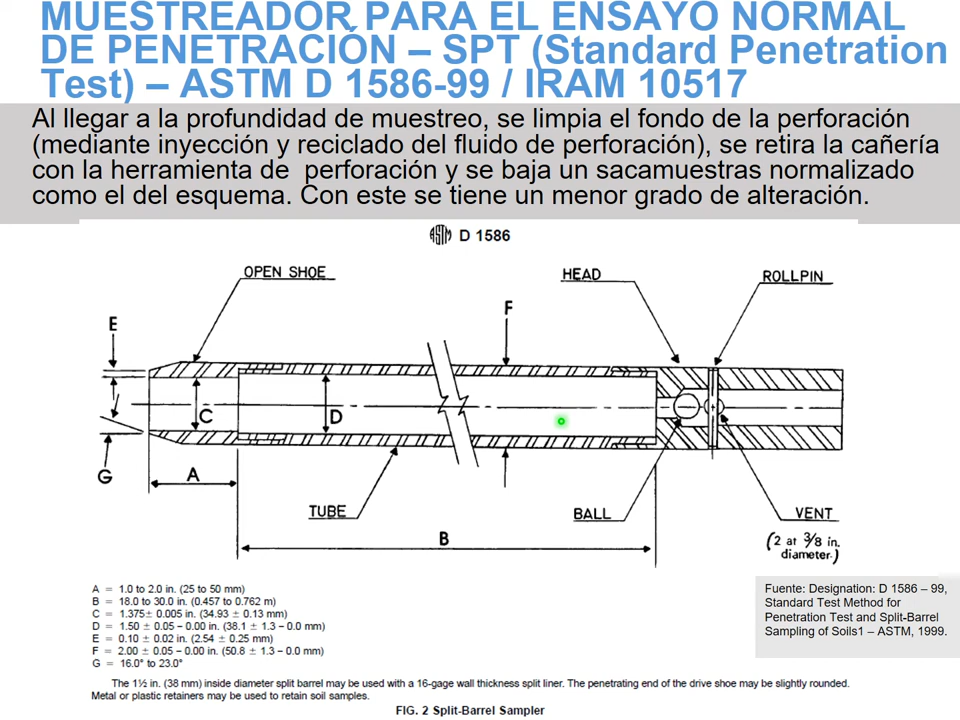 MUESTREADOR PARA EL ENSAYO NORMAL
DE PENETRACIÓN – SPT (Standard Penetration
Test) – ASTM D 1586-99 / IRAM 10517
Al llegar a la profundidad de muestreo, se limpia el fondo de la perforación
(mediante inyección y reciclado del fluido de perforación), se retira la cañería
con la herramienta de perforación y se baja un sacamuestras normalizado
como el del esquema. Con este se tiene un menor grado de alteración.
ASTM D 1586
OPEN SHOE
HEAD
ROLLPIN
E
F
C
D
G
A
TUBE
BALL
VENT
B
(2 at 3/8 in.
diameter)
A = 1.0 to 2.0 in. (25 to 50 mm)
B = 18.0 to 30.0 in. (0.457 to 0.762 m)
C = 1.375± 0.005 in. (34.93 ± 0.13 mm)
D = 1.50 ± 0.05 – 0.00 in. (38.1 ± 1.3 – 0.0 mm)
E = 0.10 ± 0.02 in. (2.54 ± 0.25 mm)
F = 2.00 ± 0.05 – 0.00 in. (50.8 ± 1.3 – 0.0 mm)
G = 16.0° to 23.0°
Fuente: Designation: D 1586 – 99,
Standard Test Method for
Penetration Test and Split-Barrel
Sampling of Soils1 – ASTM, 1999.
The 1½ in. (38 mm) inside diameter split barrel may be used with a 16-gage wall thickness split liner. The penetrating end of the drive shoe may be slightly rounded.
Metal or plastic retainers may be used to retain soil samples.
FIG. 2 Split-Barrel Sampler